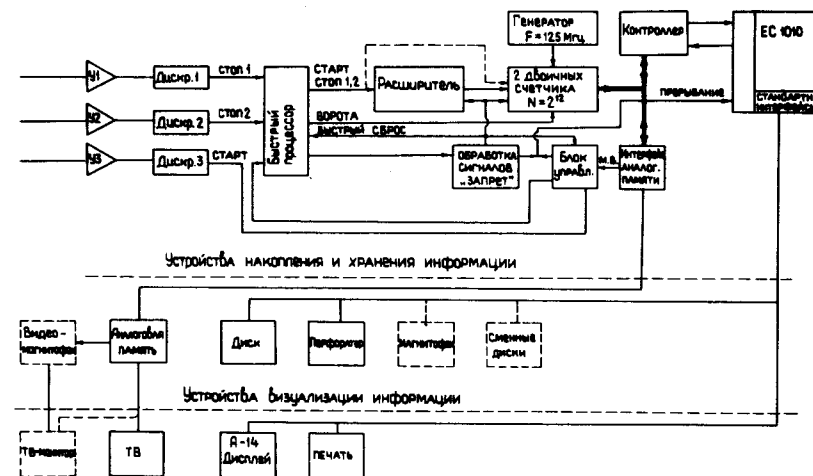 Генератор
F = 125 Мгц
Контроллер
ЕС 1010
У1
Дискр. 1
СТОП 1
СТАРТ
СТОП 1,2
Расширитель
2 двоичных
счетчика
N = 2¹²
ПРЕРЫВАНИЕ
СТАНДАРТН
ИНТЕРФЕЙС
У2
Дискр. 2
СТОП 2
БЫСТРЫЙ
процессор
ВОРОТА
БЫСТРЫЙ СБРОС
У3
Дискр. 3
СТАРТ
ОБРАБОТКА
СИГНАЛОВ
„ЗАПРЕТ"
Блок
управл.
М.В.
Интерфейс
АНАЛОГ.
ПАМЯТИ
Устройства накопления и хранения информации
Видео-
магнитофон
Аналоговая
память
Диск
Перфоратор
Магнитофон
Сменные
диски
Устройства визуализации информации
ТВ-монитор
ТВ
А-14
Дисплей
ПЕЧАТЬ